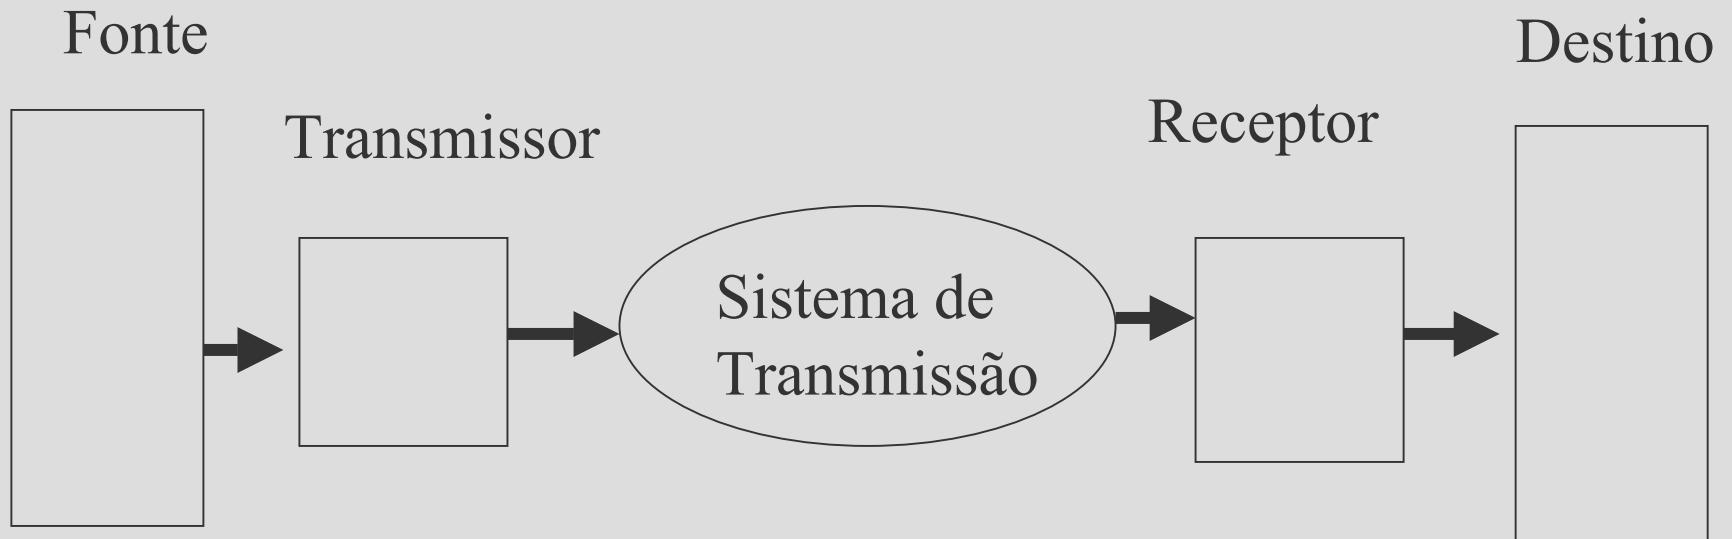 Fonte
Transmissor
Sistema de
Transmissão
Receptor
Destino